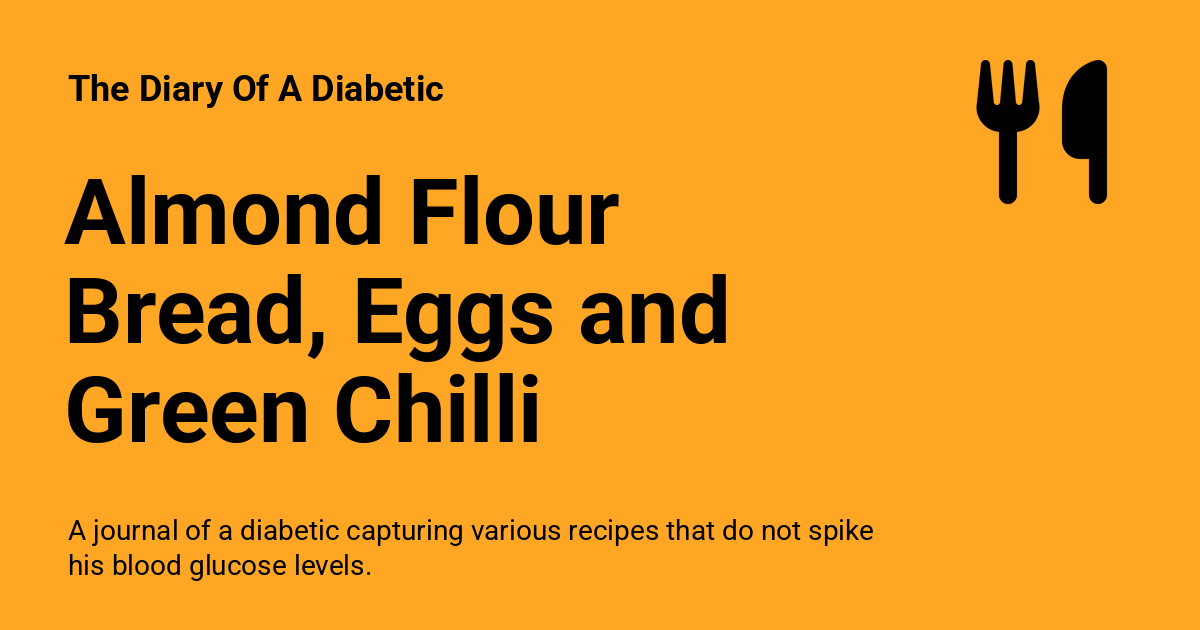 The Diary Of A Diabetic
Almond Flour
Bread, Eggs and
Green Chilli
A journal of a diabetic capturing various recipes that do not spike
his blood glucose levels.